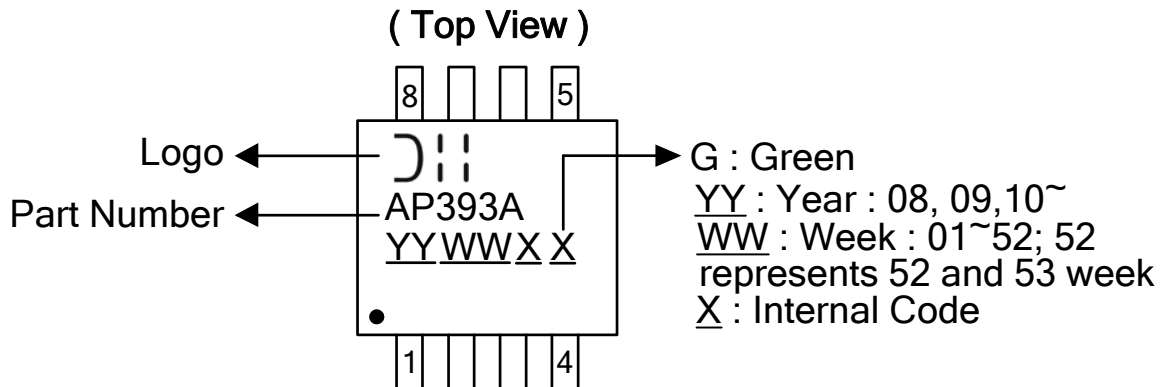 ( Top View )
8 5
Logo
G : Green
Part Number
AP393A
YY : Year : 08, 09,10~
YYWWX X
WW : Week : 01~52; 52
represents 52 and 53 week
X : Internal Code
1 4